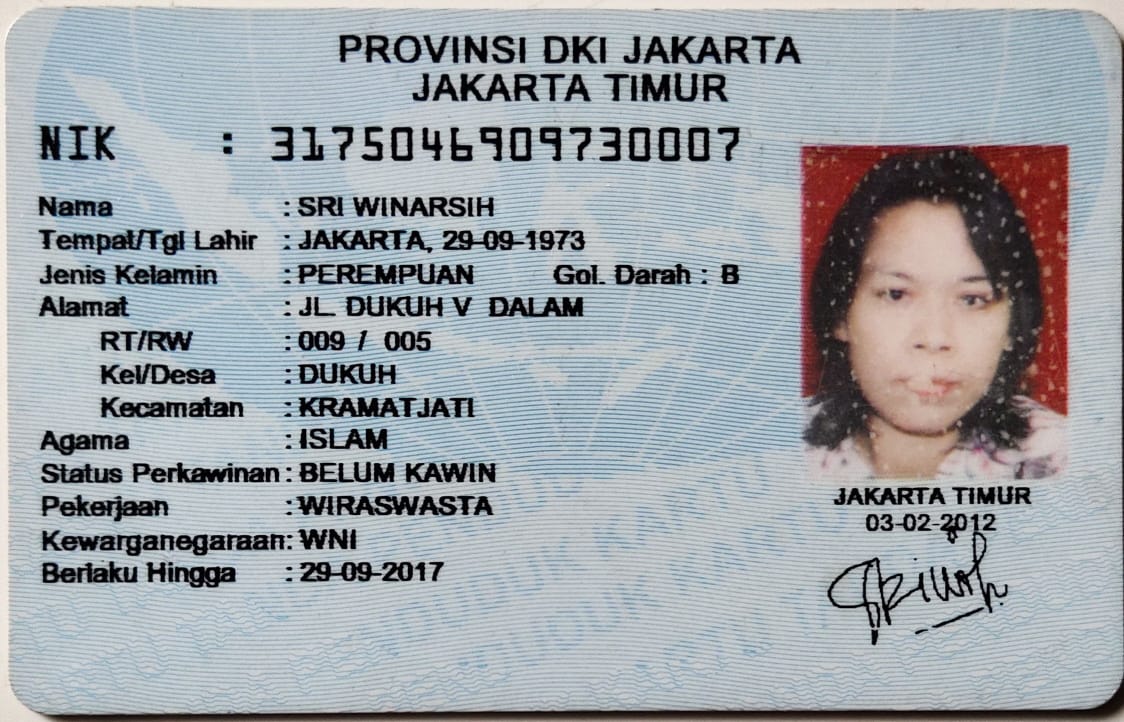 PROVINSI DKI JAKARTA
JAKARTA TIMUR
NIK : 3175046909730007
Nama : SRI WINARSIH
Tempat/Tgl Lahir : JAKARTA, 29-09-1973
Jenis Kelamin : PEREMPUAN Gol. Darah : B
Alamat : JL. DUKUH V DALAM
RT/RW : 009 / 005
Kel/Desa : DUKUH
Kecamatan : KRAMATJATI
Agama : ISLAM
Status Perkawinan : BELUM KAWIN
Pekerjaan : WIRASWASTA
Kewarganegaraan: WNI
Berlaku Hingga : 29-09-2017
JAKARTA TIMUR
03-02-2012